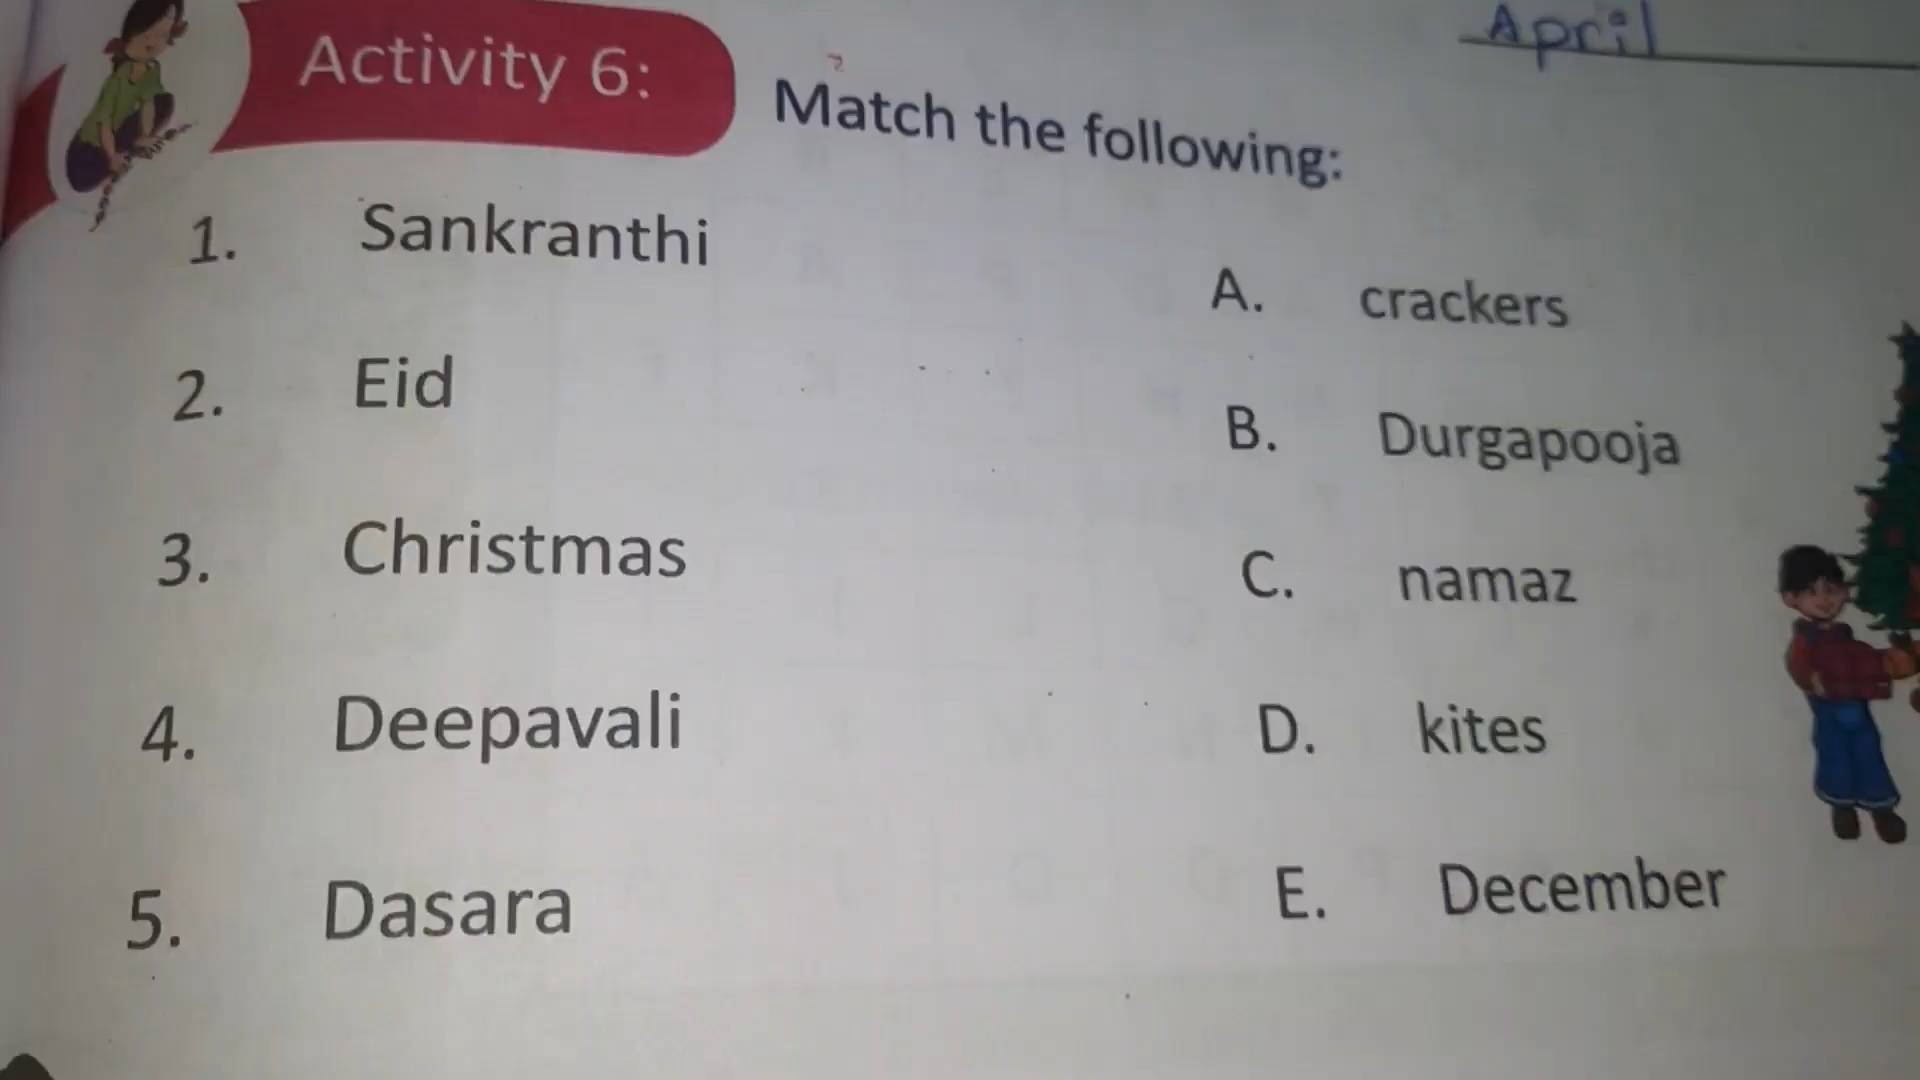 April
Activity 6: Match the following:
1. Sankranthi
A. crackers
2. Eid
B. Durgapooja
3. Christmas
C. namaz
4. Deepavali
D. kites
5. Dasara
E. December